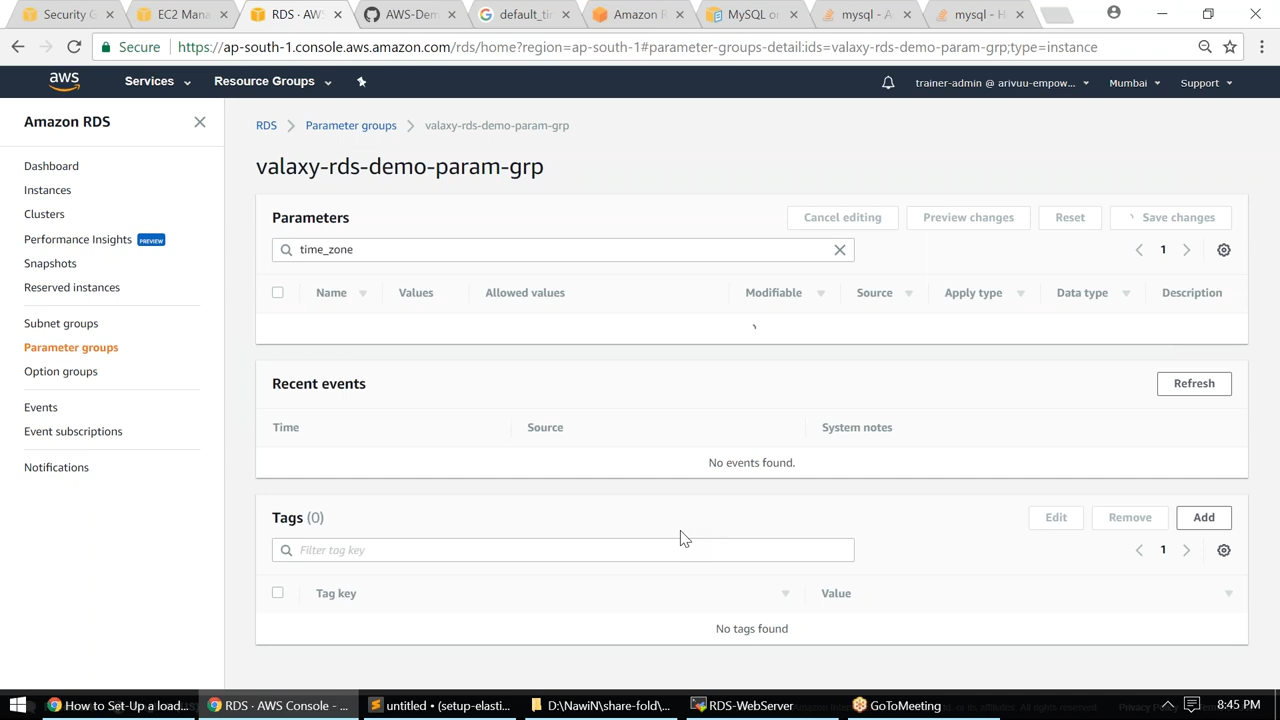 Security G
EC2 Mana
RDS · AWS
AWS-Dem
default_ti
Amazon R
MySQL on
mysql - A
mysql - H
Secure
https://ap-south-1.console.aws.amazon.com/rds/home?region=ap-south-1#parameter-groups-detail:ids=valaxy-rds-demo-param-grp;type=instance
aws
Services
Resource Groups
trainer-admin @ arivuu-empow...
Mumbai
Support
Amazon RDS
Dashboard
Instances
Clusters
Performance Insights PREVIEW
Snapshots
Reserved instances
Subnet groups
Parameter groups
Option groups
Events
Event subscriptions
Notifications
RDS
Parameter groups
valaxy-rds-demo-param-grp
valaxy-rds-demo-param-grp
Parameters
Cancel editing
Preview changes
Reset
Save changes
time_zone
1
Name
Values
Allowed values
Modifiable
Source
Apply type
Data type
Description
Recent events
Refresh
Time
Source
System notes
No events found.
Tags (0)
Edit
Remove
Add
Filter tag key
1
Tag key
Value
No tags found
How to Set-Up a load...
RDS · AWS Console - ...
untitled • (setup-elasti...
D:\NawiN\share-fold\...
RDS-WebServer
GoToMeeting
8:45 PM